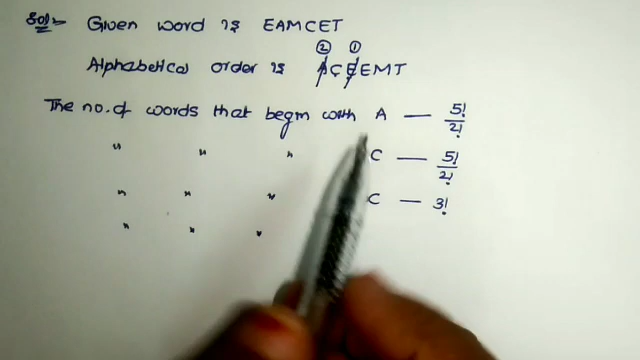 Sol:- Given word is EAMCET
② ①
Alphabetical order is A C E E M T
The no. of words that begin with A — 5!/2!
" " " C — 5!/2!
" " " C — 3!
" " "